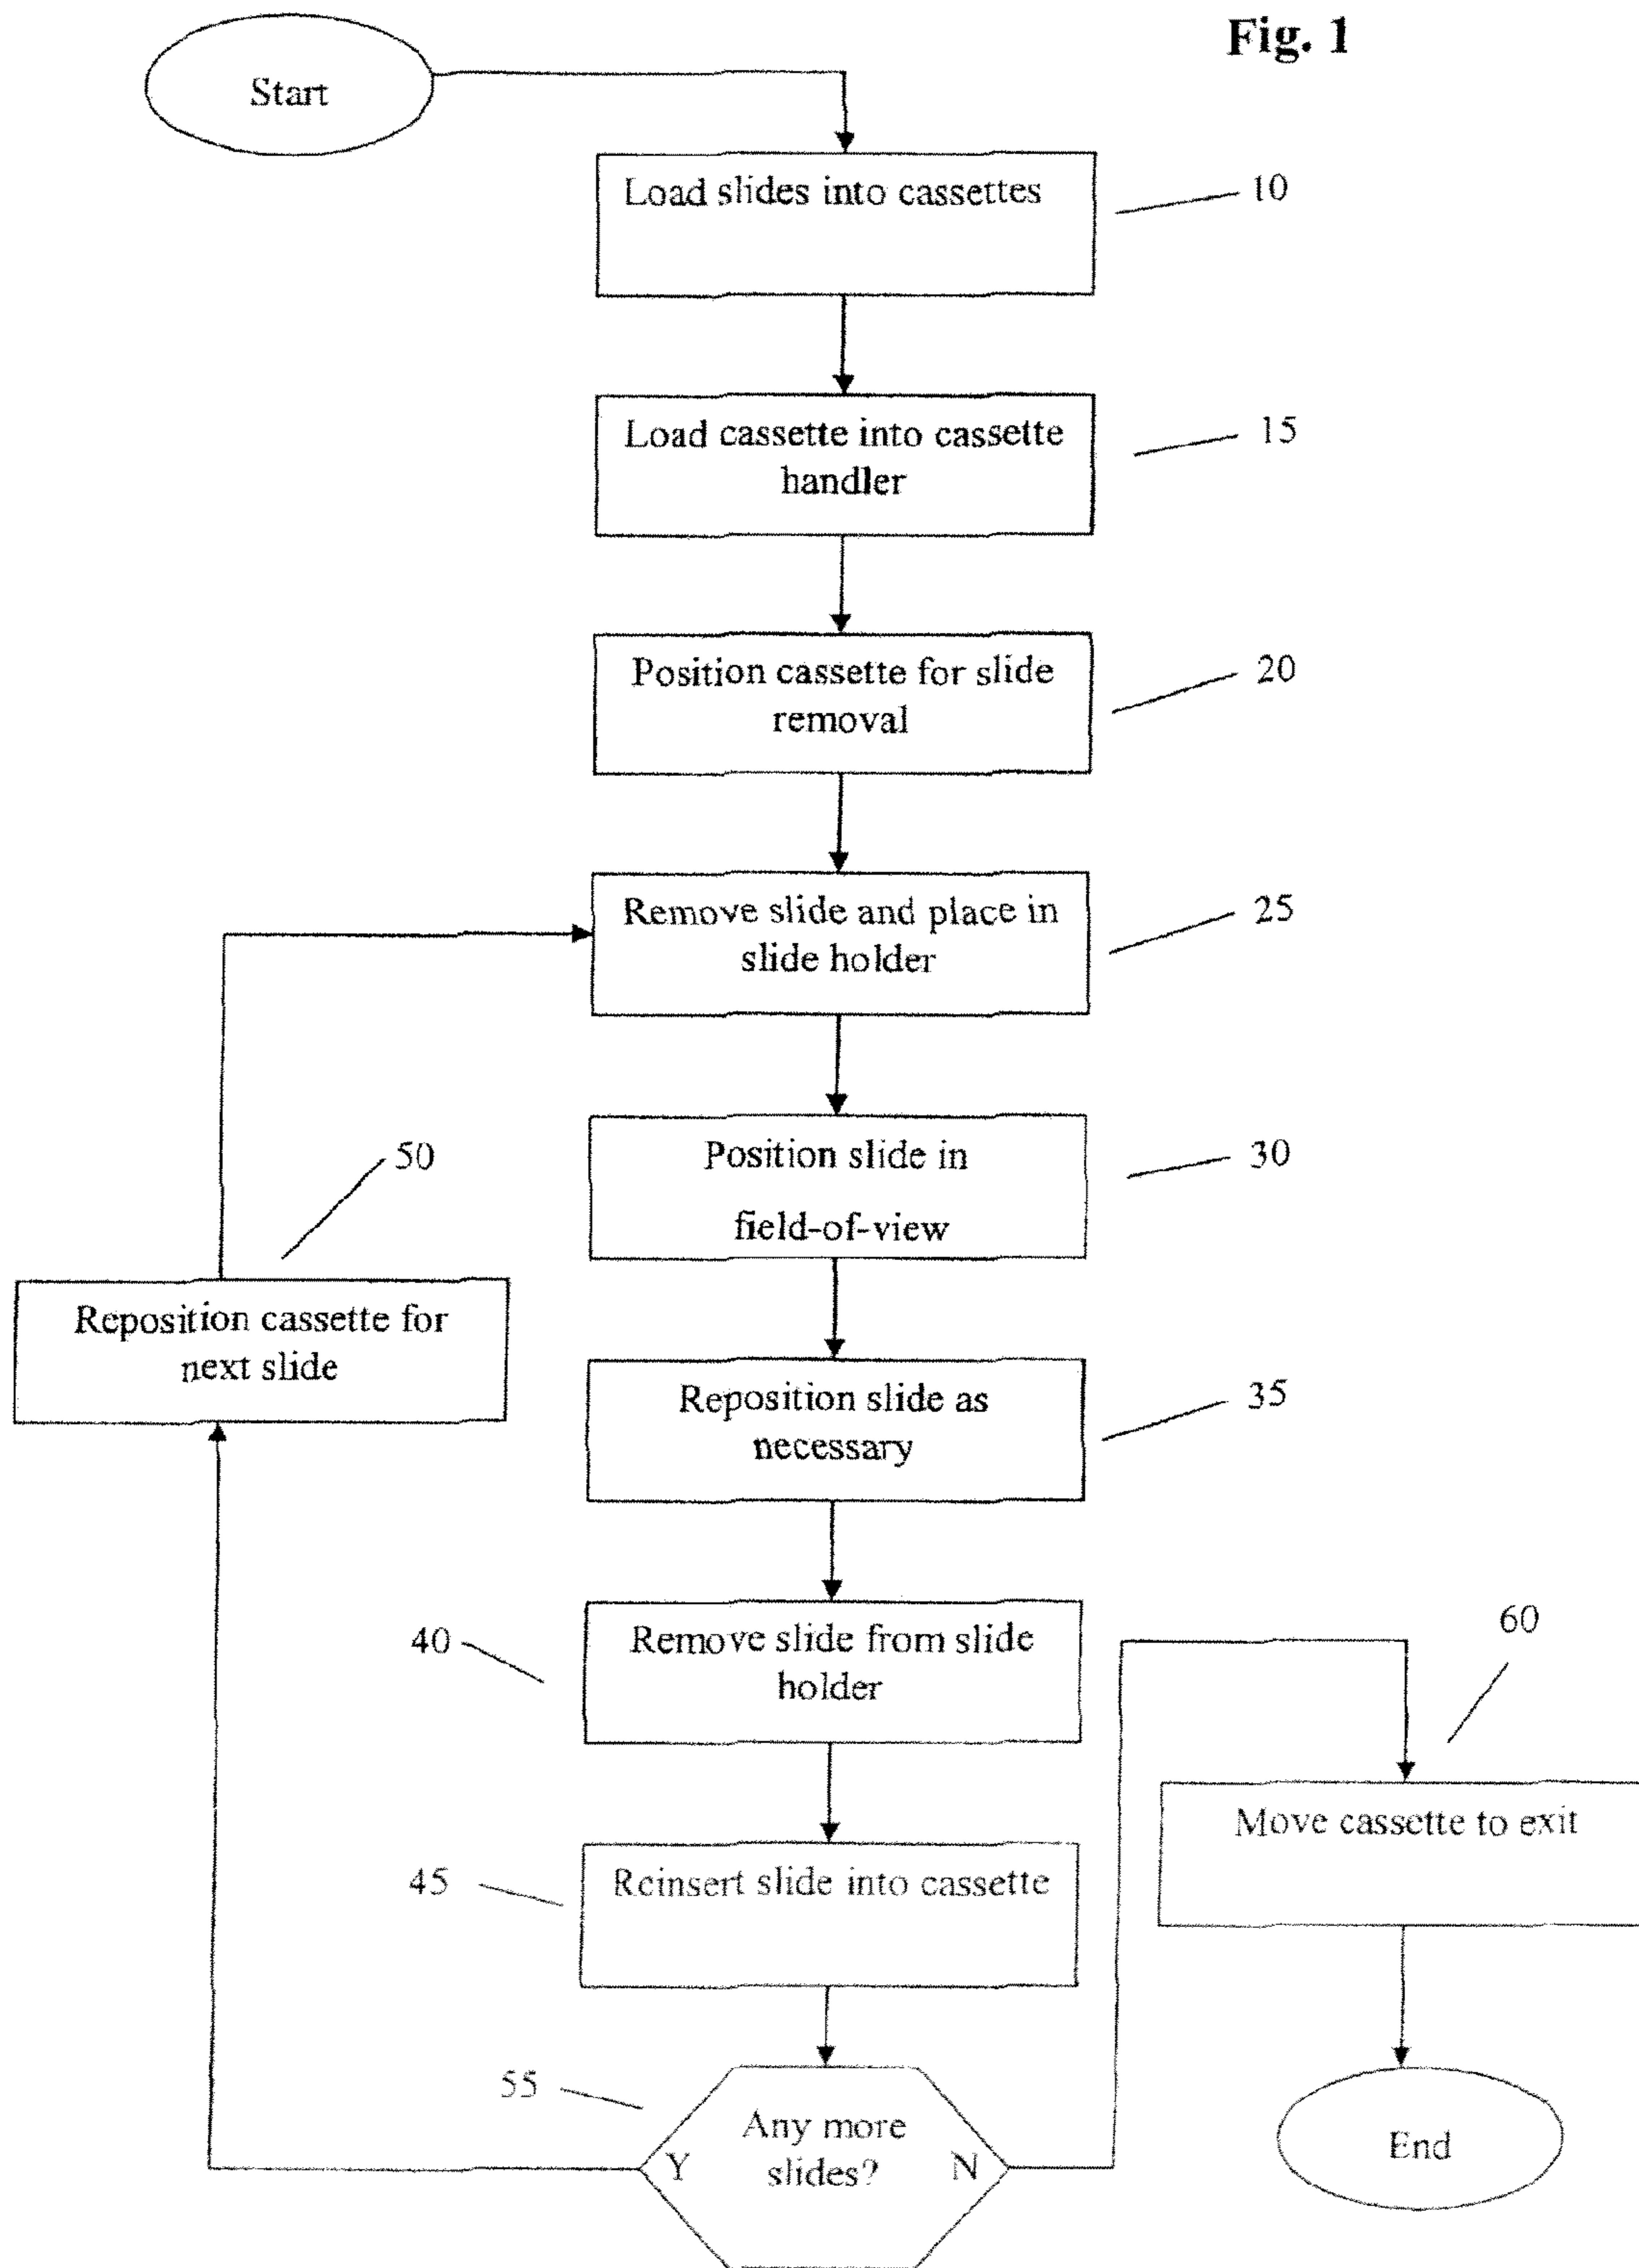 Fig. 1
Start
Load slides into cassettes
10
Load cassette into cassette
handler
15
Position cassette for slide
removal
20
Remove slide and place in
slide holder
25
Position slide in
field-of-view
30
50
Reposition cassette for
next slide
Reposition slide as
necessary
35
40
Remove slide from slide
holder
60
Move cassette to exit
45
Reinsert slide into cassette
55
Any more
slides?
Y
N
End